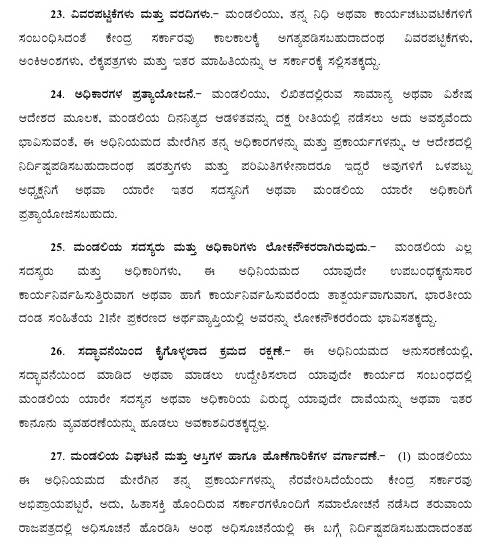 23. ವಿವರಪಟ್ಟಿಕೆಗಳು ಮತ್ತು ವರದಿಗಳು.– ಮಂಡಲಿಯು, ತನ್ನ ನಿಧಿ ಅಥವಾ ಕಾರ್ಯಚಟುವಟಿಕೆಗಳಿಗೆ
ಸಂಬಂಧಿಸಿದಂತೆ ಕೇಂದ್ರ ಸರ್ಕಾರವು ಕಾಲಕಾಲಕ್ಕೆ ಅಗತ್ಯಪಡಿಸಬಹುದಾದಂಥ ವಿವರಪಟ್ಟಿಕೆಗಳು,
ಅಂಕಿಅಂಶಗಳು, ಲೆಕ್ಕಪತ್ರಗಳು ಮತ್ತು ಇತರ ಮಾಹಿತಿಯನ್ನು ಆ ಸರ್ಕಾರಕ್ಕೆ ಸಲ್ಲಿಸತಕ್ಕದ್ದು.
24. ಅಧಿಕಾರಗಳ ಪ್ರತ್ಯಾಯೋಜನೆ.– ಮಂಡಲಿಯು, ಲಿಖಿತದಲ್ಲಿರುವ ಸಾಮಾನ್ಯ ಅಥವಾ ವಿಶೇಷ
ಆದೇಶದ ಮೂಲಕ, ಮಂಡಲಿಯ ದಿನನಿತ್ಯದ ಆಡಳಿತವನ್ನು ದಕ್ಷ ರೀತಿಯಲ್ಲಿ ನಡೆಸಲು ಅದು ಅವಶ್ಯವೆಂದು
ಭಾವಿಸುವಂತೆ, ಈ ಅಧಿನಿಯಮದ ಮೇರೆಗಿನ ತನ್ನ ಅಧಿಕಾರಗಳನ್ನು ಮತ್ತು ಪ್ರಕಾರ್ಯಗಳನ್ನು, ಆ ಆದೇಶದಲ್ಲಿ
ನಿರ್ದಿಷ್ಟಪಡಿಸಬಹುದಾದಂಥ ಷರತ್ತುಗಳು ಮತ್ತು ಪರಿಮಿತಿಗಳೇನಾದರೂ ಇದ್ದರೆ ಅವುಗಳಿಗೆ ಒಳಪಟ್ಟು
ಅಧ್ಯಕ್ಷನಿಗೆ ಅಥವಾ ಯಾರೇ ಇತರ ಸದಸ್ಯನಿಗೆ ಅಥವಾ ಮಂಡಲಿಯ ಯಾರೇ ಅಧಿಕಾರಿಗೆ
ಪ್ರತ್ಯಾಯೋಜಿಸಬಹುದು.
25. ಮಂಡಲಿಯ ಸದಸ್ಯರು ಮತ್ತು ಅಧಿಕಾರಿಗಳು ಲೋಕನೌಕರರಾಗಿರುವುದು.– ಮಂಡಲಿಯ ಎಲ್ಲ
ಸದಸ್ಯರು ಮತ್ತು ಅಧಿಕಾರಿಗಳು, ಈ ಅಧಿನಿಯಮದ ಯಾವುದೇ ಉಪಬಂಧಕ್ಕನುಸಾರ
ಕಾರ್ಯನಿರ್ವಹಿಸುತ್ತಿರುವಾಗ ಅಥವಾ ಹಾಗೆ ಕಾರ್ಯನಿರ್ವಹಿಸುವರೆಂದು ತಾತ್ಪರ್ಯವಾಗುವಾಗ, ಭಾರತೀಯ
ದಂಡ ಸಂಹಿತೆಯ 21ನೇ ಪ್ರಕರಣದ ಅರ್ಥವ್ಯಾಪ್ತಿಯಲ್ಲಿ ಅವರನ್ನು ಲೋಕನೌಕರರೆಂದು ಭಾವಿಸತಕ್ಕದ್ದು.
26. ಸದ್ಭಾವನೆಯಿಂದ ಕೈಗೊಳ್ಳಲಾದ ಕ್ರಮದ ರಕ್ಷಣೆ.– ಈ ಅಧಿನಿಯಮದ ಅನುಸರಣೆಯಲ್ಲಿ,
ಸದ್ಭಾವನೆಯಿಂದ ಮಾಡಿದ ಅಥವಾ ಮಾಡಲು ಉದ್ದೇಶಿಸಲಾದ ಯಾವುದೇ ಕಾರ್ಯದ ಸಂಬಂಧದಲ್ಲಿ
ಮಂಡಲಿಯ ಯಾರೇ ಸದಸ್ಯನ ಅಥವಾ ಅಧಿಕಾರಿಯ ವಿರುದ್ಧ ಯಾವುದೇ ದಾವೆಯನ್ನು ಅಥವಾ ಇತರ
ಕಾನೂನು ವ್ಯವಹರಣೆಯನ್ನು ಹೂಡಲು ಅವಕಾಶವಿರತಕ್ಕದ್ದಲ್ಲ.
27. ಮಂಡಲಿಯ ವಿಘಟನೆ ಮತ್ತು ಆಸ್ತಿಗಳ ಹಾಗೂ ಹೊಣೆಗಾರಿಕೆಗಳ ವರ್ಗಾವಣೆ.– (1) ಮಂಡಲಿಯು
ಈ ಅಧಿನಿಯಮದ ಮೇರೆಗಿನ ತನ್ನ ಪ್ರಕಾರ್ಯಗಳನ್ನು ನೆರವೇರಿಸಿದೆಯೆಂದು ಕೇಂದ್ರ ಸರ್ಕಾರವು
ಅಭಿಪ್ರಾಯಪಟ್ಟರೆ, ಅದು, ಹಿತಾಸಕ್ತಿ ಹೊಂದಿರುವ ಸರ್ಕಾರಗಳೊಂದಿಗೆ ಸಮಾಲೋಚನೆ ನಡೆಸಿದ ತರುವಾಯ
ರಾಜಪತ್ರದಲ್ಲಿ ಅಧಿಸೂಚನೆ ಹೊರಡಿಸಿ ಅಂಥ ಅಧಿಸೂಚನೆಯಲ್ಲಿ ಈ ಬಗ್ಗೆ ನಿರ್ದಿಷ್ಟಪಡಿಸಬಹುದಾದಂತಹ